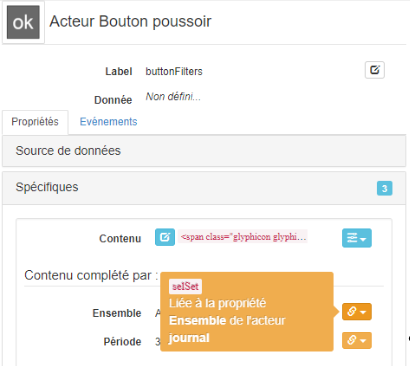 ok Acteur Bouton poussoir
Label buttonFilters
Donnée Non défini...
Propriétés Evènements
Source de données
Spécifiques 3
Contenu <span class="glyphicon glyphi...
Contenu complété par :
selSet
Liée à la propriété
Ensemble A
Ensemble de l'acteur
journal
Période 3